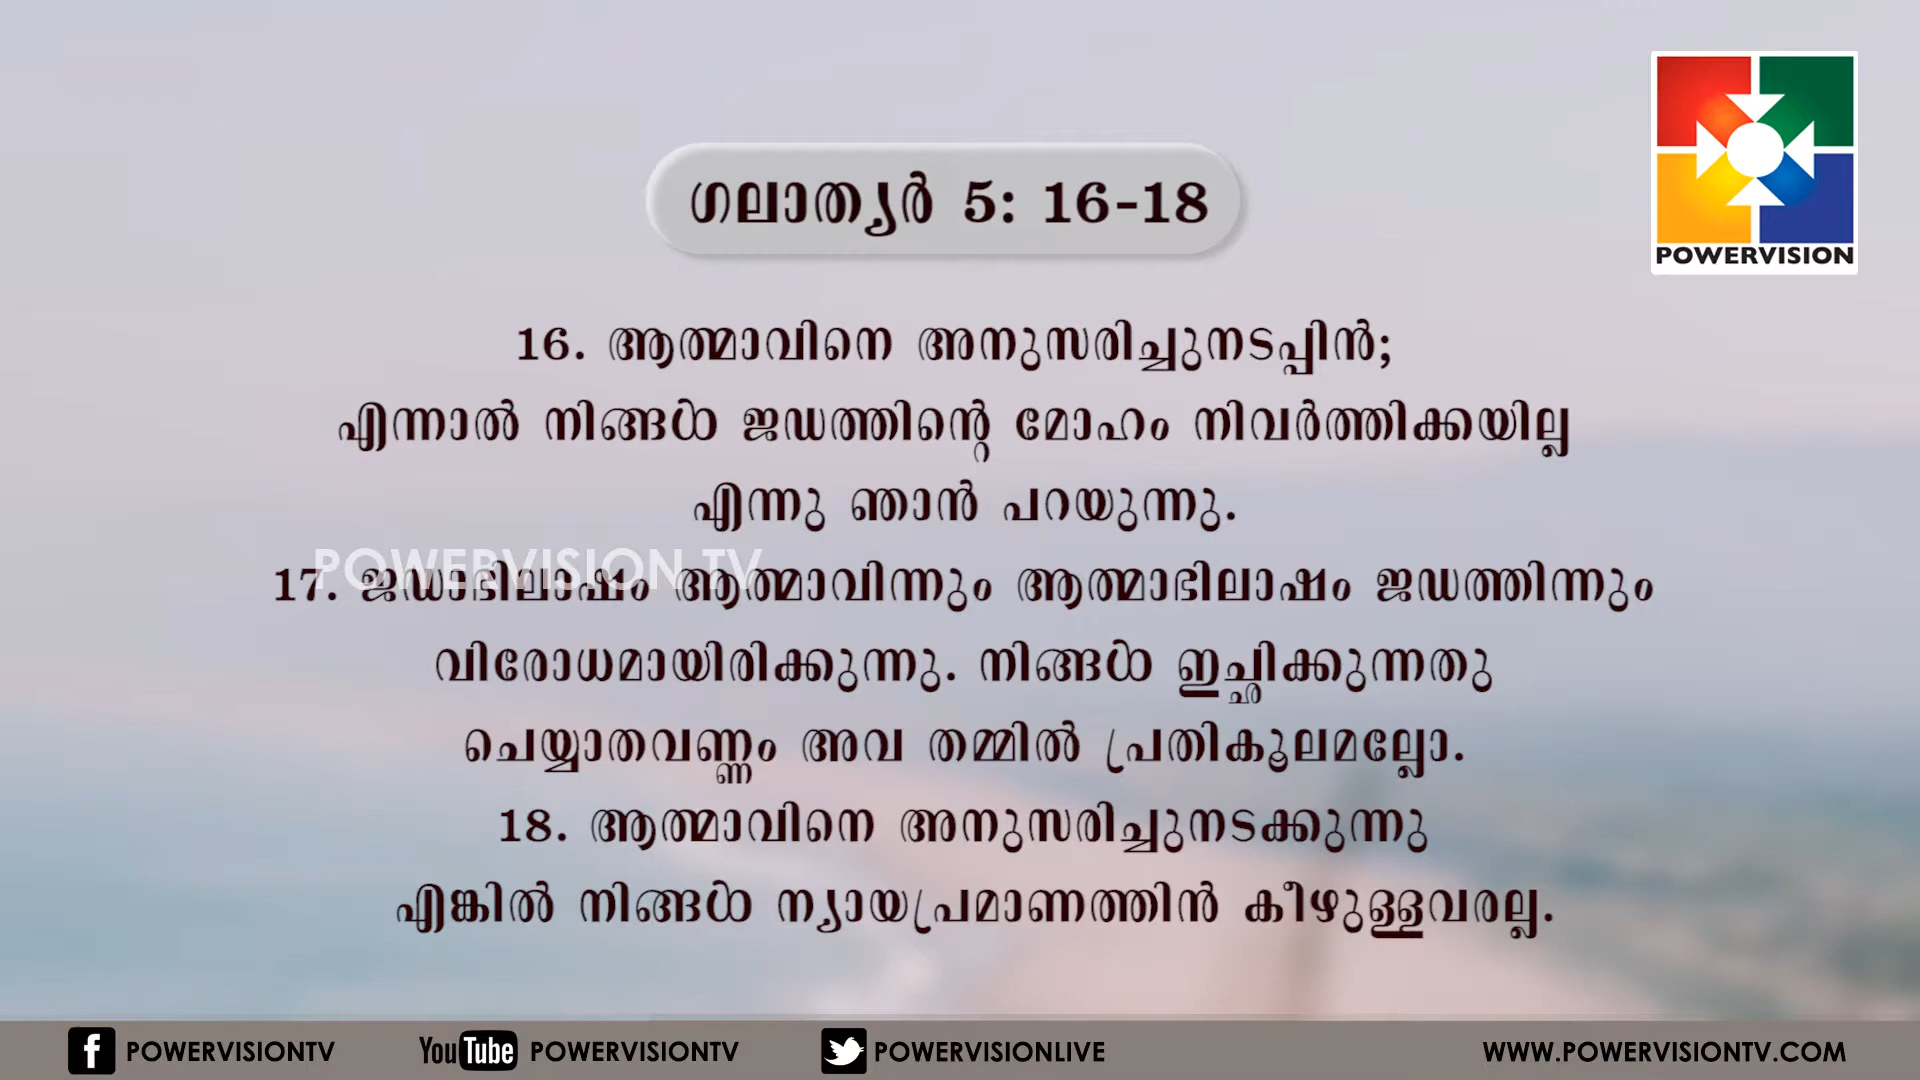 ഗലാത്യർ 5: 16-18
POWERVISION
16. ആത്മാവിനെ അനുസരിച്ചുനടപ്പിൻ;
എന്നാൽ നിങ്ങൾ ജഡത്തിന്റെ മോഹം നിവർത്തിക്കയില്ല
എന്നു ഞാൻ പറയുന്നു.
POWERVISION TV
17. ജഡാഭിലാഷം ആത്മാവിന്നും ആത്മാഭിലാഷം ജഡത്തിന്നും
വിരോധമായിരിക്കുന്നു. നിങ്ങൾ ഇച്ഛിക്കുന്നതു
ചെയ്യാതവണ്ണം അവ തമ്മിൽ പ്രതികൂലമല്ലോ.
18. ആത്മാവിനെ അനുസരിച്ചുനടക്കുന്നു
എങ്കിൽ നിങ്ങൾ ന്യായപ്രമാണത്തിൻ കീഴുള്ളവരല്ല.
f POWERVISIONTV YouTube POWERVISIONTV POWERVISIONLIVE WWW.POWERVISIONTV.COM